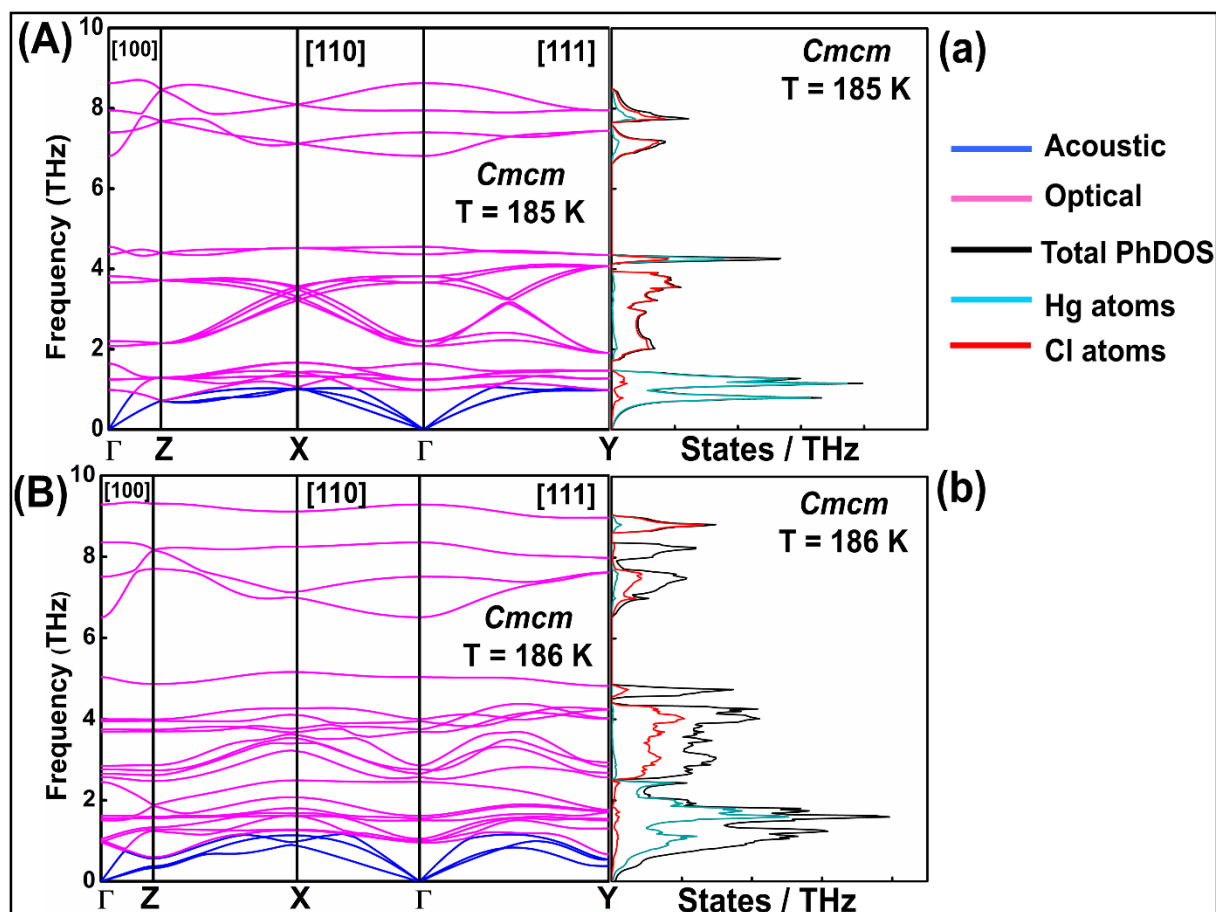 (A)
[100]
[110]
[111]
Cmcm
T = 185 K
(a)
10
8
6
4
2
0
Frequency (THz)
Cmcm
T = 185 K
Acoustic
Optical
Total PhDOS
Hg atoms
Cl atoms
Γ Z X Γ Y States / THz
(B)
[100]
[110]
[111]
Cmcm
T = 186 K
(b)
10
8
6
4
2
0
Frequency (THz)
Cmcm
T = 186 K
Γ Z X Γ Y States / THz